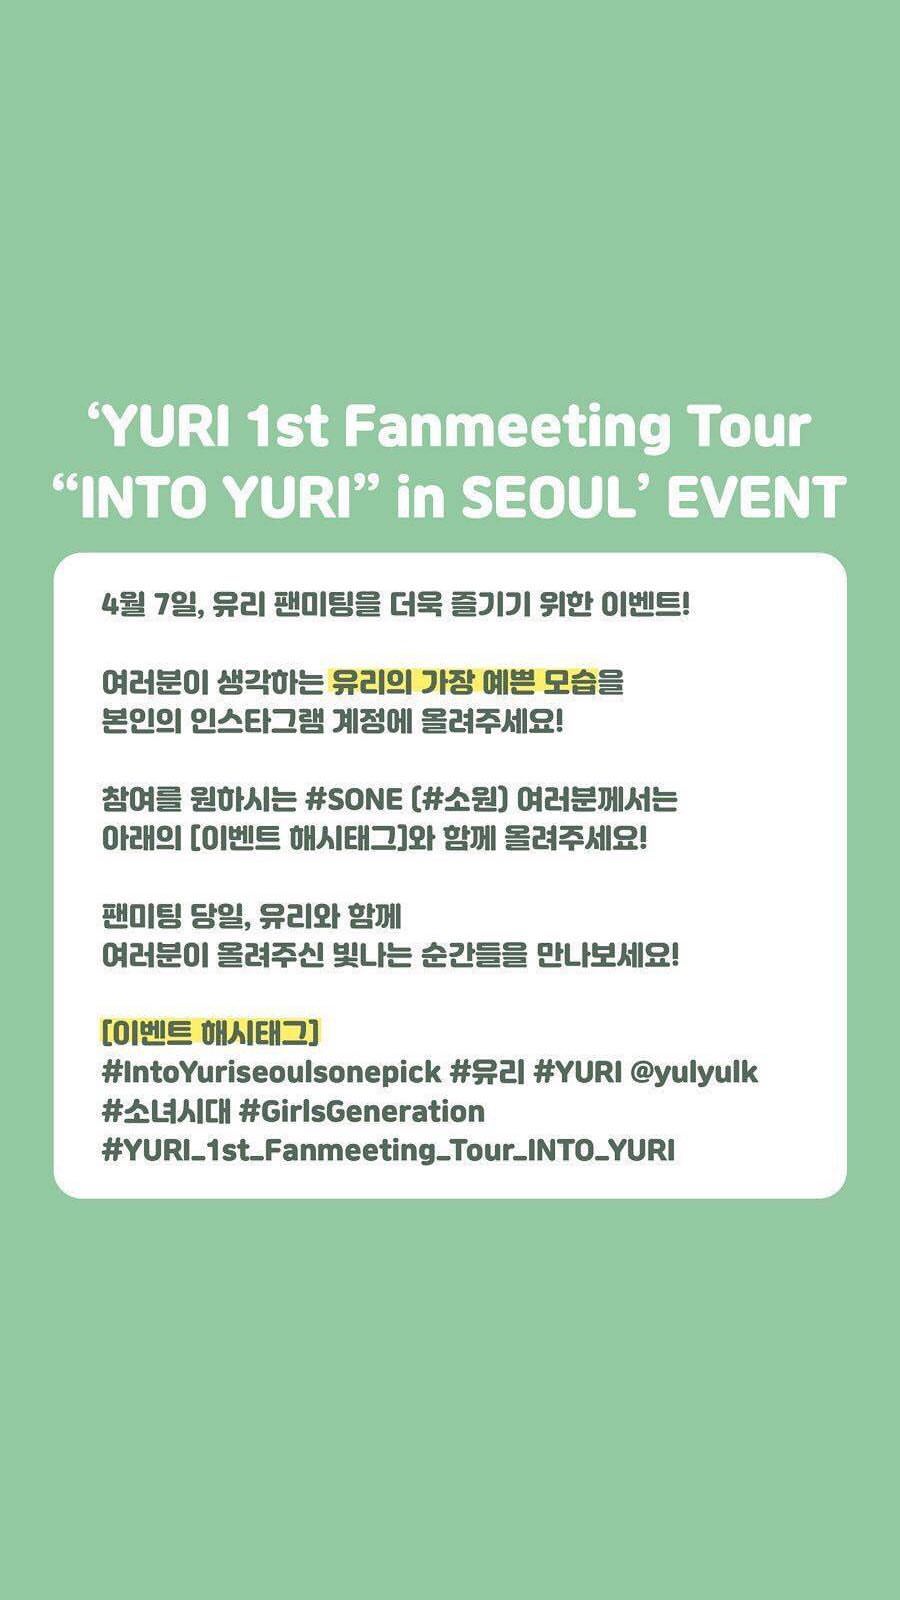 ‘YURI 1st Fanmeeting Tour
“INTO YURI” in SEOUL’ EVENT
4월 7일, 유리 팬미팅을 더욱 즐기기 위한 이벤트!
여러분이 생각하는 유리의 가장 예쁜 모습을
본인의 인스타그램 계정에 올려주세요!
참여를 원하시는 #SONE (#소원) 여러분께서는
아래의 [이벤트 해시태그]와 함께 올려주세요!
팬미팅 당일, 유리와 함께
여러분이 올려주신 빛나는 순간들을 만나보세요!
[이벤트 해시태그]
#IntoYuriseoulsonepick #유리 #YURI @yulyulk
#소녀시대 #GirlsGeneration
#YURI_1st_Fanmeeting_Tour_INTO_YURI